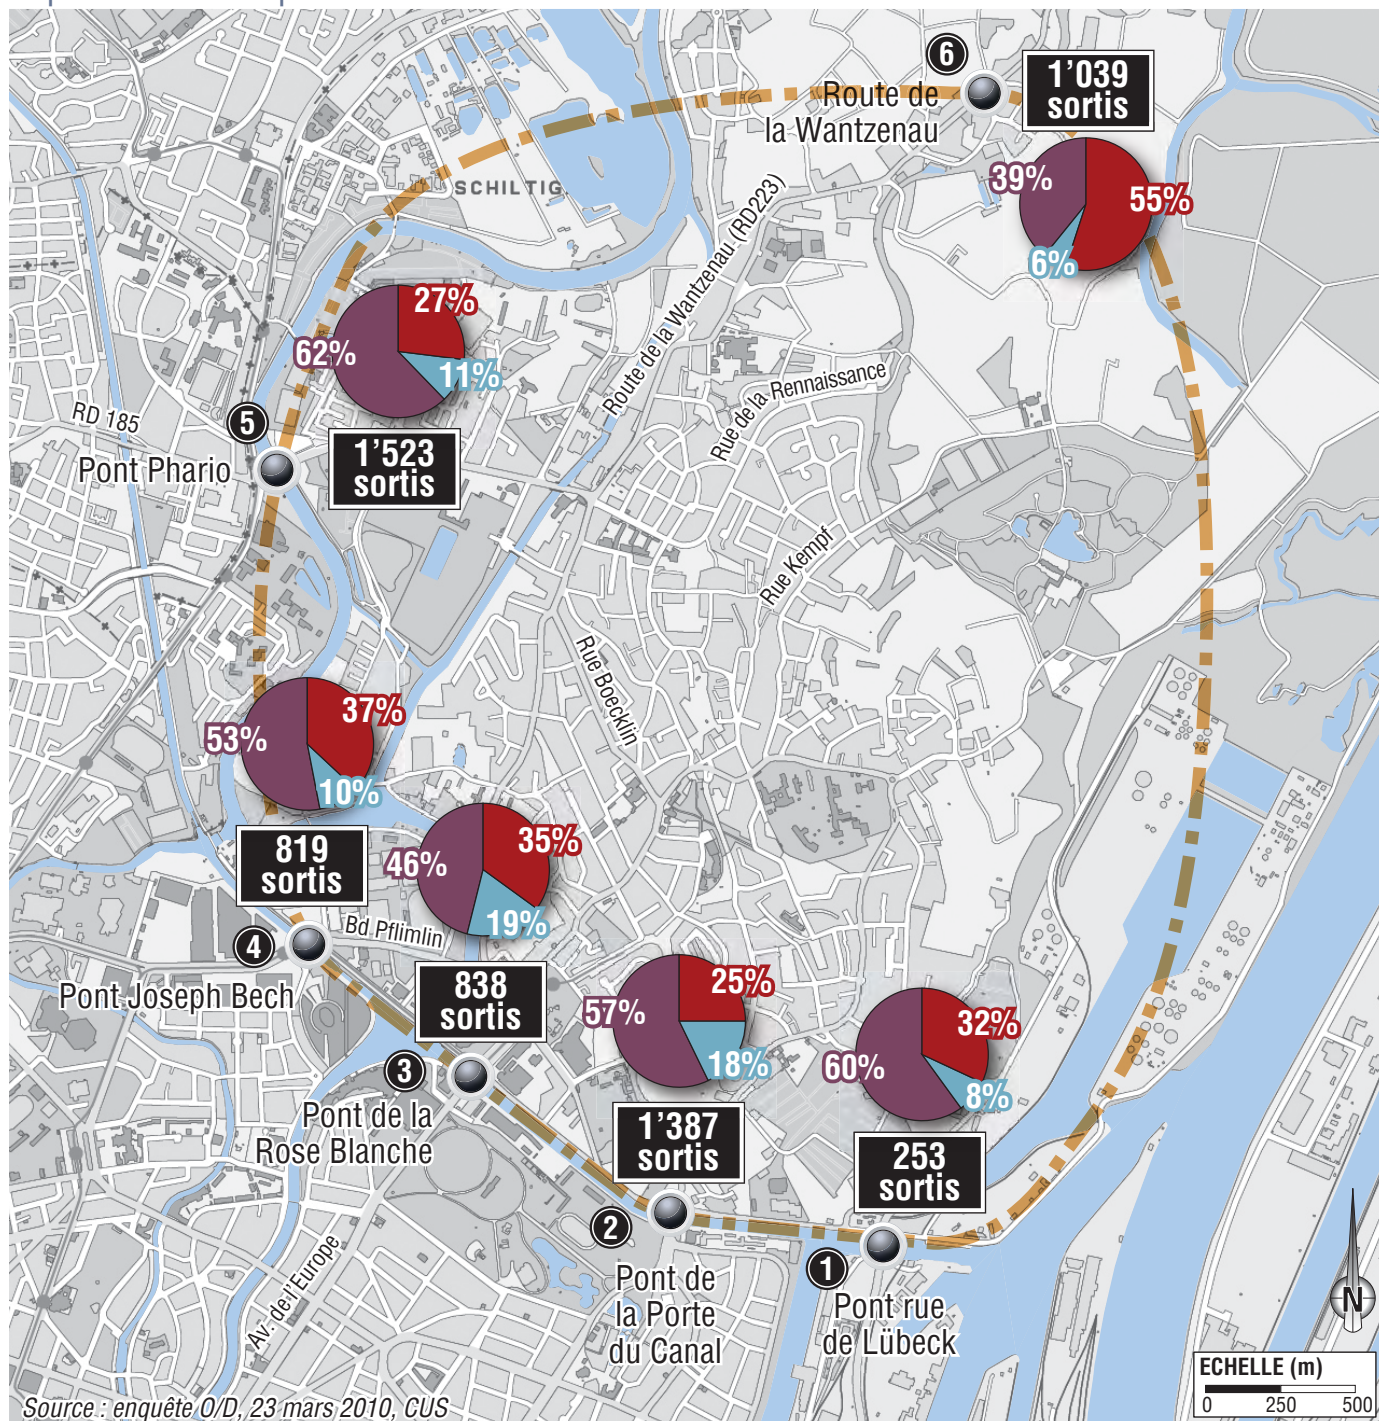 6
1’039
sortis
Route de
la Wantzenau
39%
55%
6%
SCHILTIG.
Route de la Wantzenau (RD223)
27%
62%
11%
Rue de la Rennaissance
RD 185
5
Pont Phario
1’523
sortis
Rue Kempf
Rue Boecklin
53%
37%
10%
819
sortis
46%
35%
19%
Bd Pflimlin
4
Pont Joseph Bech
838
sortis
57%
25%
18%
60%
32%
8%
3
Pont de la
Rose Blanche
1’387
sortis
253
sortis
2
Pont de
la Porte
du Canal
1
Pont rue
de Lübeck
Av. de l'Europe
N
ECHELLE (m)
0 250 500
Source : enquête O/D, 23 mars 2010, CUS